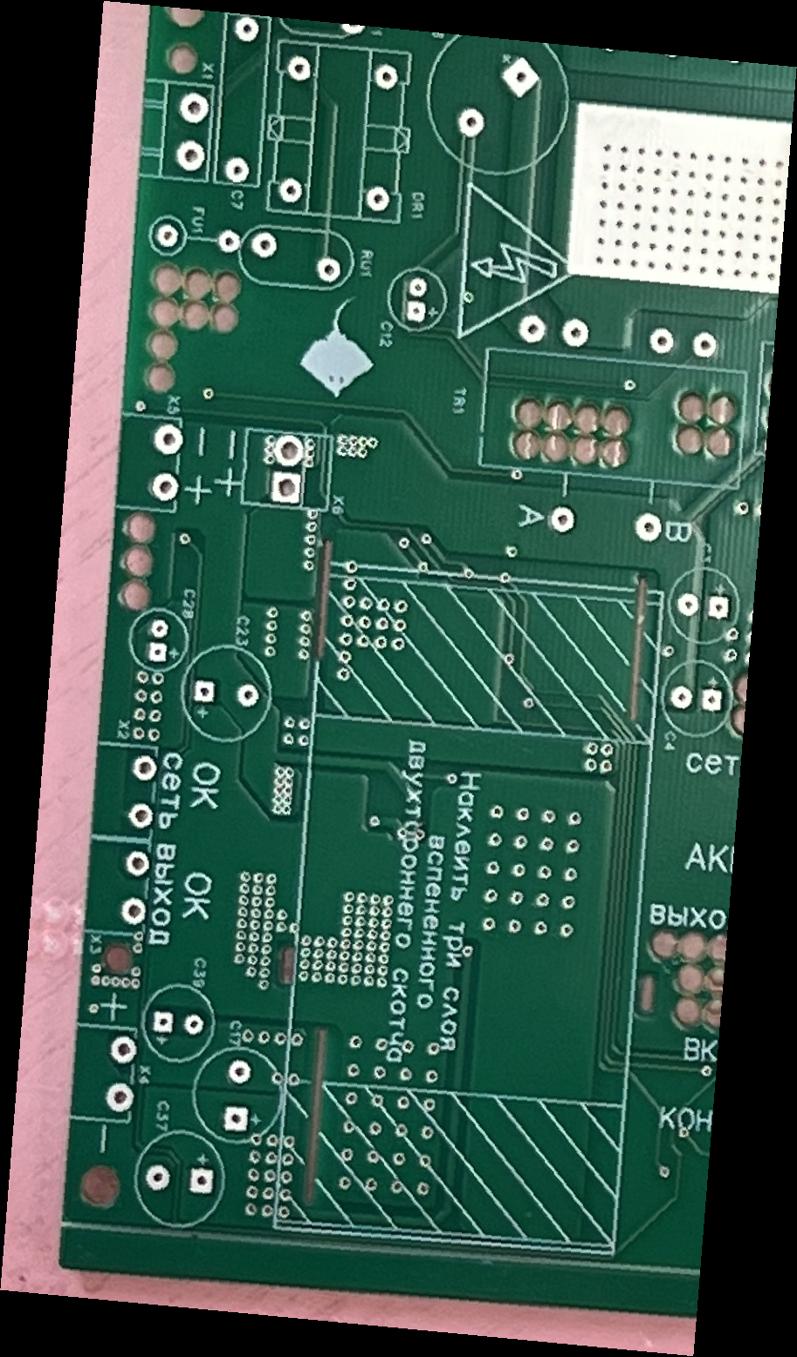 X1
C7
DR1
FU1
RU1
C12
TR1
X5
−
+
−
+
X6
A
B
C28
C23
X2
C4
OK
OK
сеть
выход
Наклеить три слоя
вспененного
двухтороннего скотча
X3
+
C39
C17
X4
C37
−